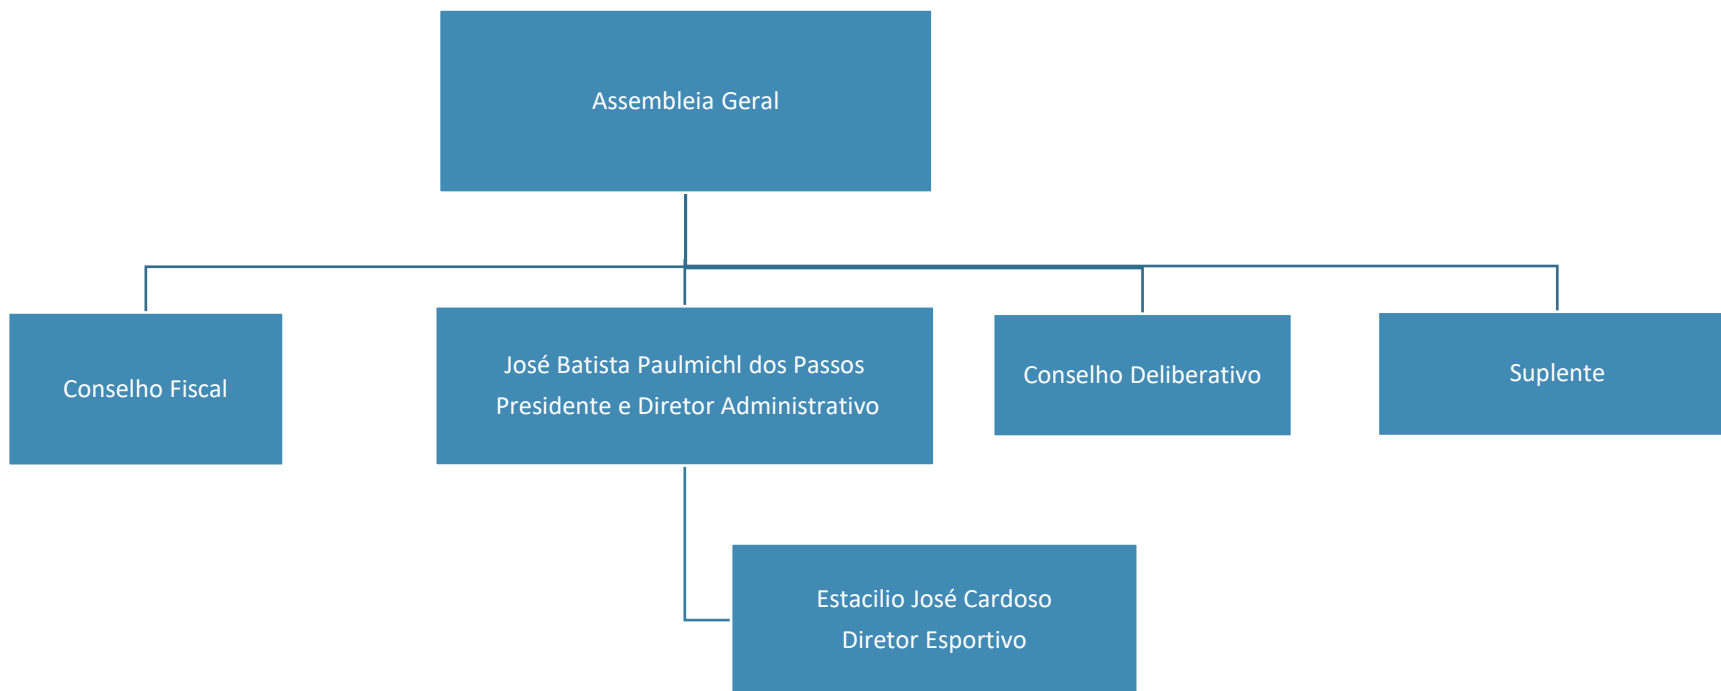 Assembleia Geral
Conselho Fiscal
José Batista Paulmichl dos Passos
Presidente e Diretor Administrativo
Conselho Deliberativo
Suplente
Estacilio José Cardoso
Diretor Esportivo